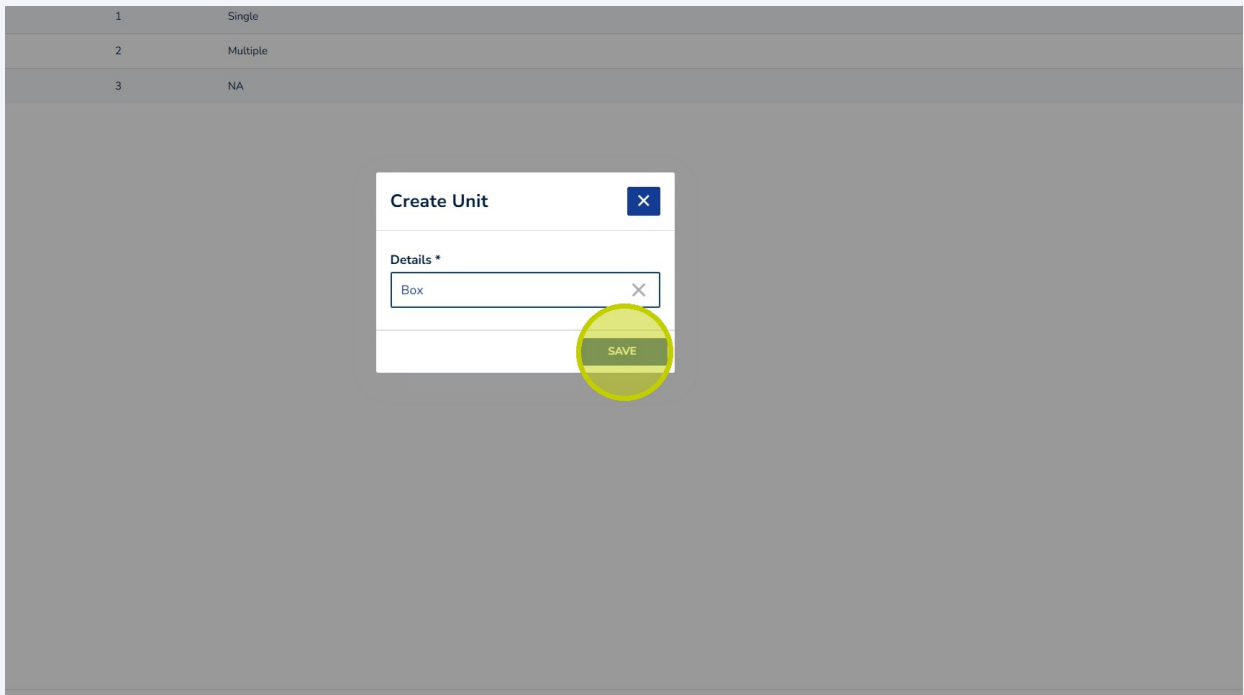 1 Single
2 Multiple
3 NA
Create Unit
Details *
Box
SAVE